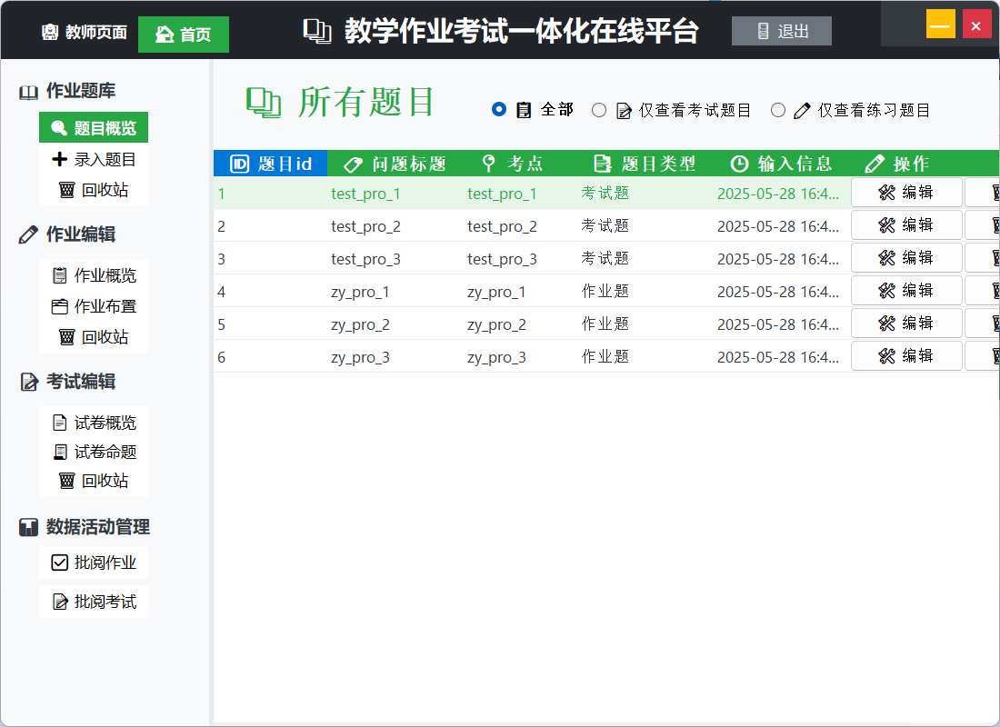 教师页面 首页 教学作业考试一体化在线平台 退出
作业题库
题目概览
录入题目
回收站
作业编辑
作业概览
作业布置
回收站
考试编辑
试卷概览
试卷命题
回收站
数据活动管理
批阅作业
批阅考试
所有题目 全部 仅查看考试题目 仅查看练习题目
题目id 问题标题 考点 题目类型 输入信息 操作
1 test_pro_1 test_pro_1 考试题 2025-05-28 16:4... 编辑
2 test_pro_2 test_pro_2 考试题 2025-05-28 16:4... 编辑
3 test_pro_3 test_pro_3 考试题 2025-05-28 16:4... 编辑
4 zy_pro_1 zy_pro_1 作业题 2025-05-28 16:4... 编辑
5 zy_pro_2 zy_pro_2 作业题 2025-05-28 16:4... 编辑
6 zy_pro_3 zy_pro_3 作业题 2025-05-28 16:4... 编辑